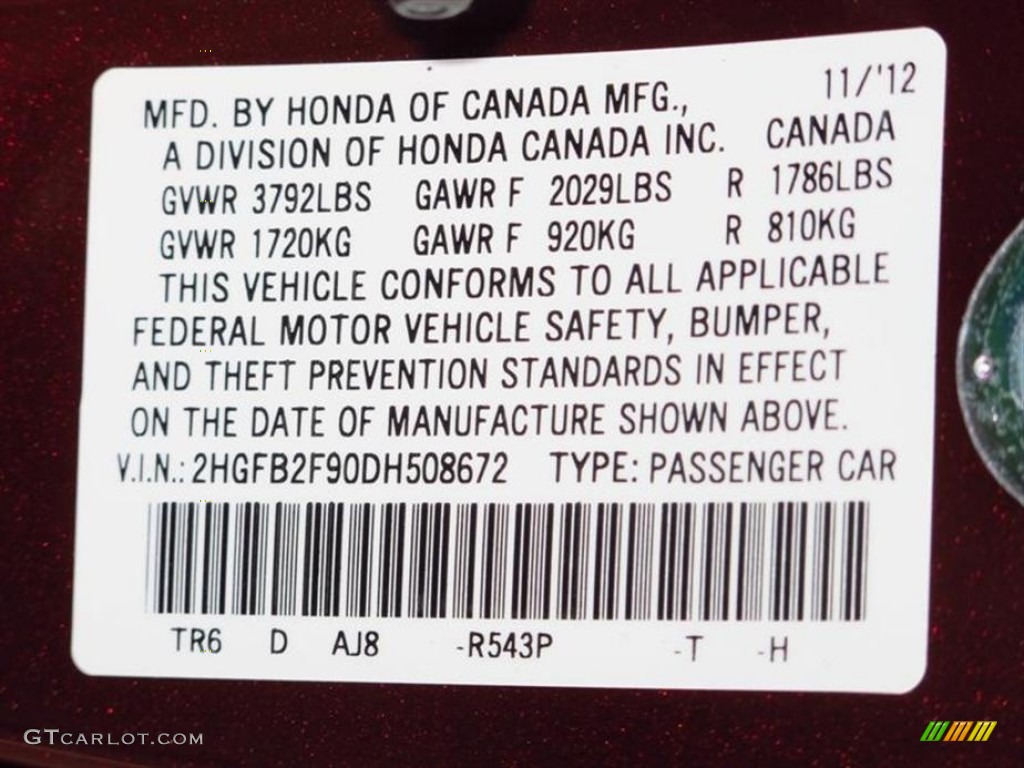 11/'12
MFD. BY HONDA OF CANADA MFG.,
A DIVISION OF HONDA CANADA INC. CANADA
GVWR 3792LBS GAWR F 2029LBS R 1786LBS
GVWR 1720KG GAWR F 920KG R 810KG
THIS VEHICLE CONFORMS TO ALL APPLICABLE
FEDERAL MOTOR VEHICLE SAFETY, BUMPER,
AND THEFT PREVENTION STANDARDS IN EFFECT
ON THE DATE OF MANUFACTURE SHOWN ABOVE.
V.I.N.: 2HGFB2F90DH508672 TYPE: PASSENGER CAR
TR6 D AJ8 -R543P -T -H
GTCARLOT.COM